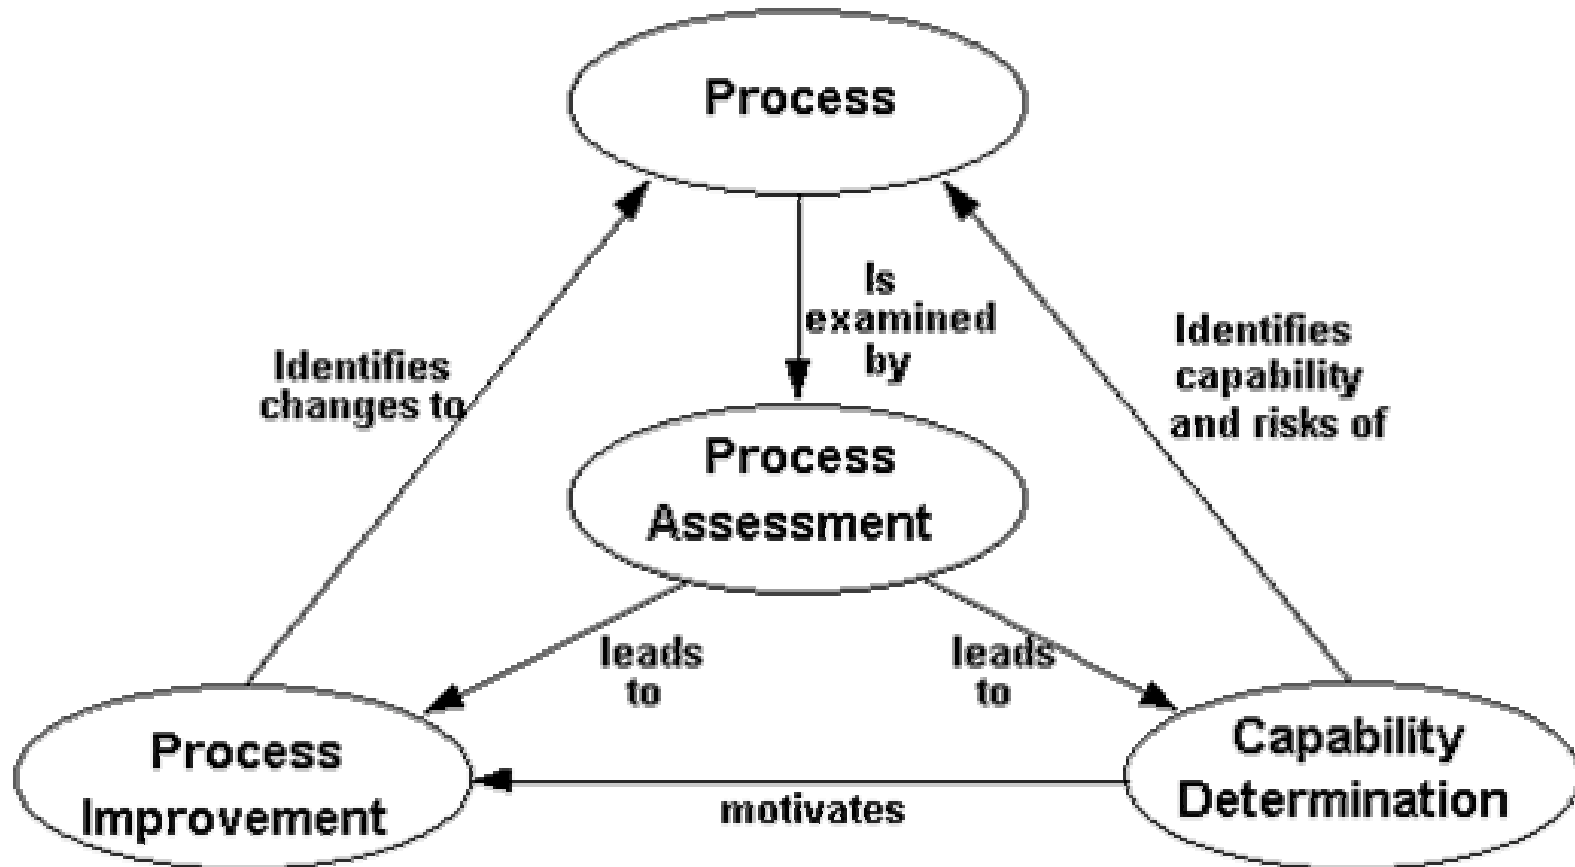 Process
Is
examined
by
Identifies
changes to
Identifies
capability
and risks of
Process
Assessment
leads
to
leads
to
Process
Improvement
motivates
Capability
Determination